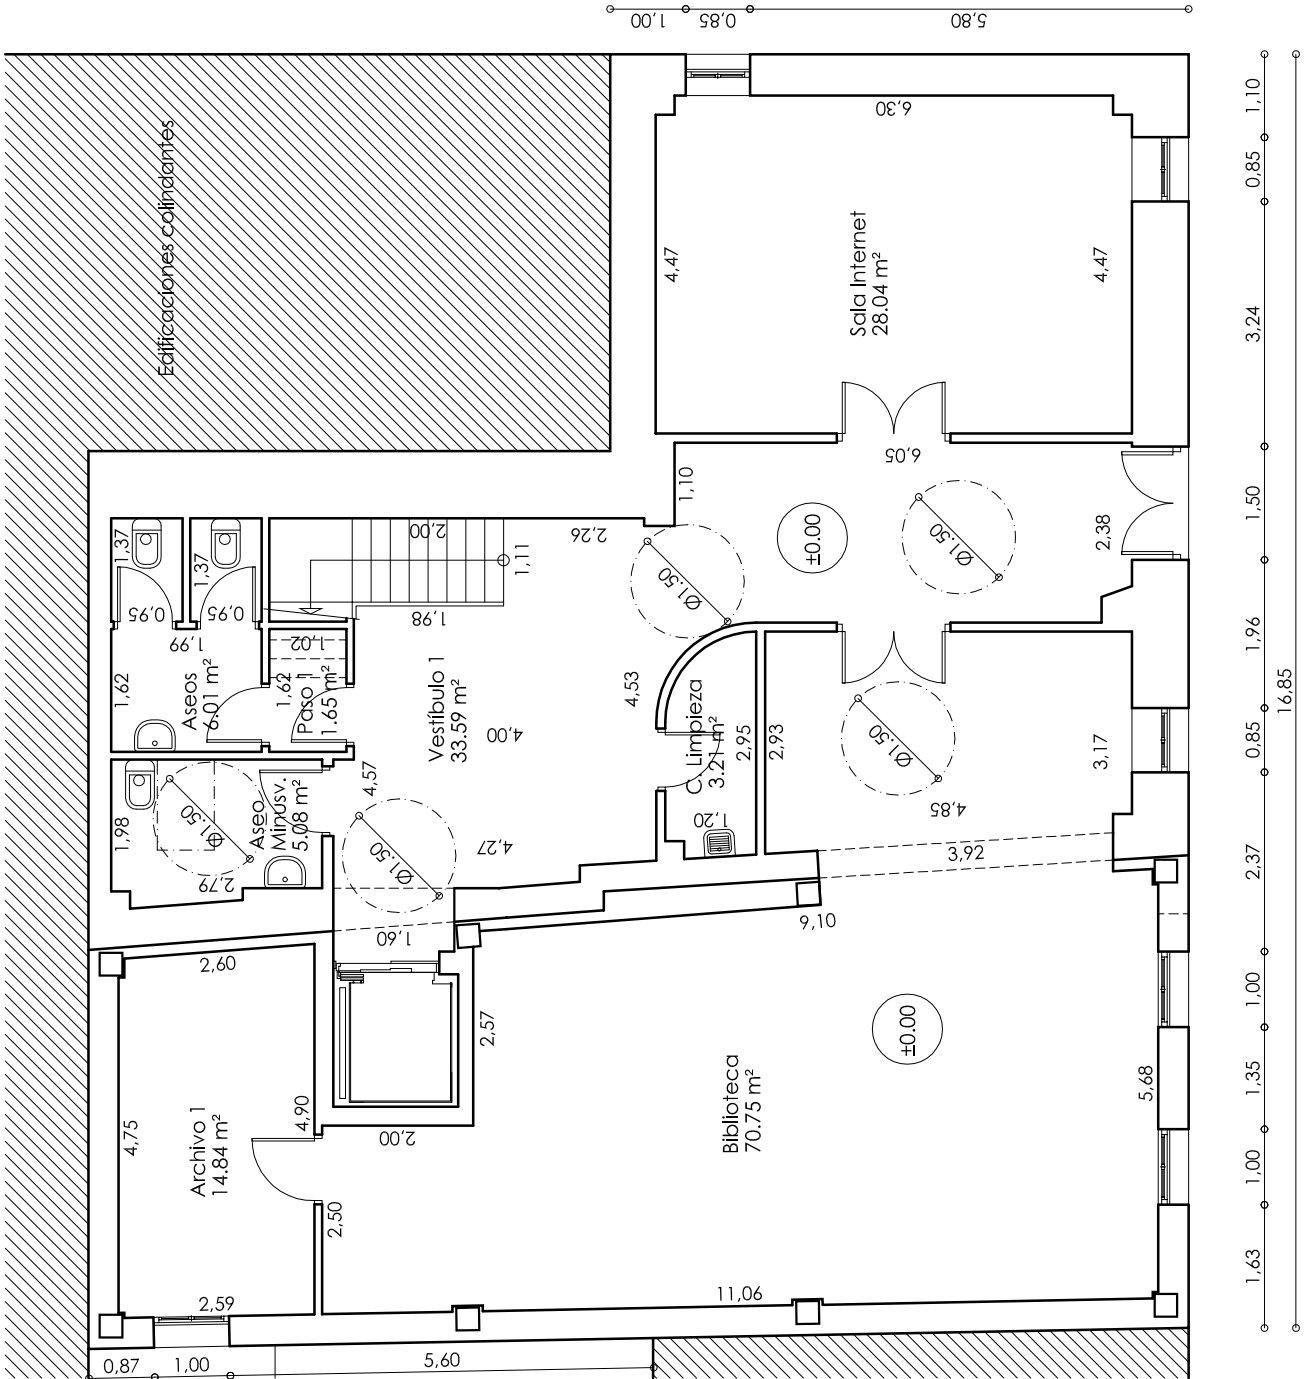 1,00
0,85
5,80
Edificaciones colindantes
6,30
4,47
Sala Internet
28.04 m²
4,47
1,10
0,85
3,24
1,50
1,96
0,85
2,37
1,00
1,35
1,00
1,63
16,85
6,05
1,10
±0.00
Ø1.50
2,38
1,37
1,37
0,95
0,95
1,99
1,62
Aseos
6.01 m²
1,02
1,62
Paso 1
1.65 m²
2,00
2,26
1,11
1,98
Ø1.50
Vestíbulo 1
33.59 m²
4,53
4,00
4,57
4,27
C. Limpieza
3.21 m²
2,95
1,20
2,93
Ø1.50
3,17
4,85
3,92
1,98
Ø1.50
Aseo
Minusv.
5.08 m²
2,79
Ø1.50
1,60
9,10
2,60
2,57
±0.00
4,75
Archivo 1
14.84 m²
4,90
2,00
2,50
Biblioteca
70.75 m²
5,68
2,59
11,06
0,87
1,00
5,60